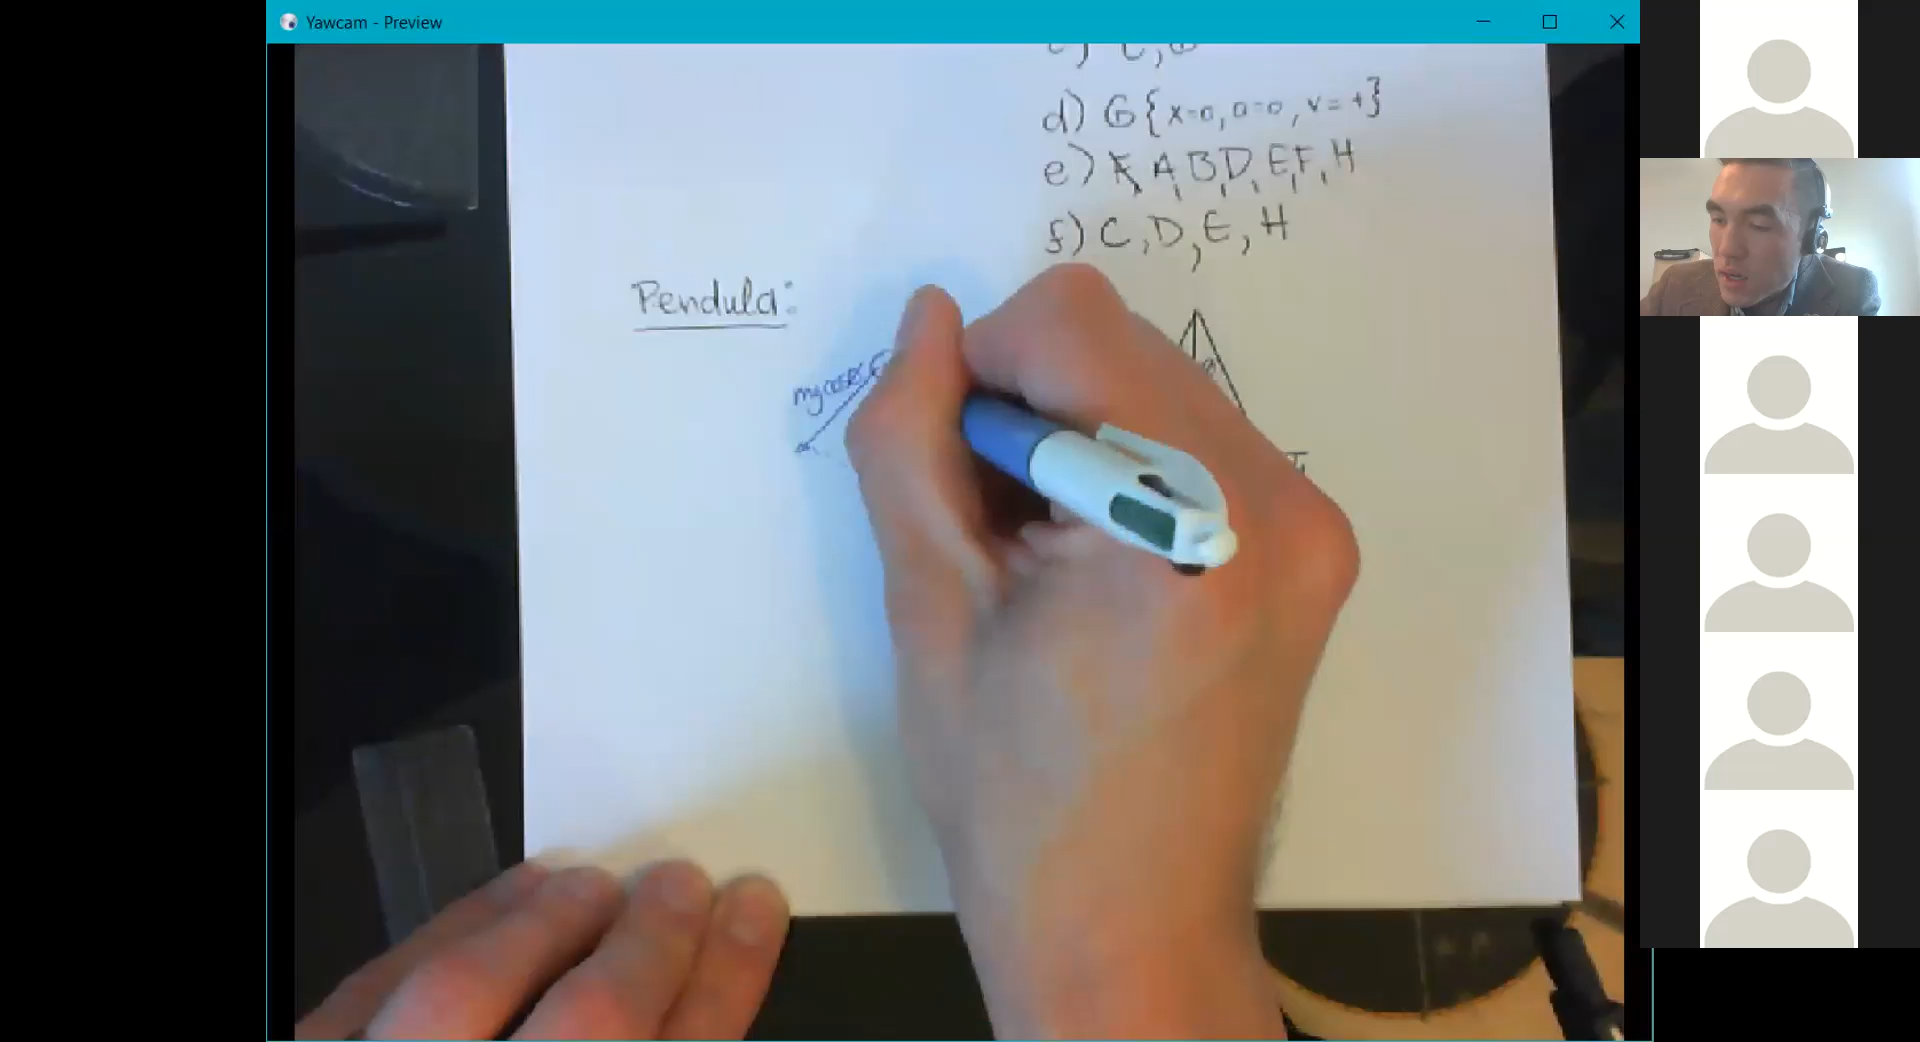 Yawcam - Preview
d) G{x=0, a=0, v=+}
e) A, B, D, E, F, H
f) C, D, E, H
Pendula:
θ